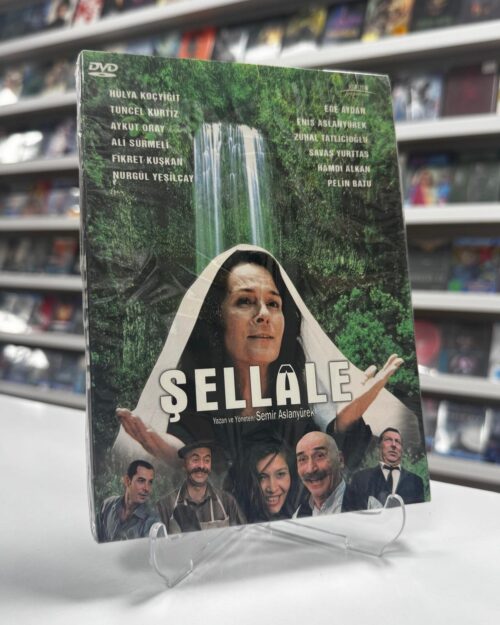 DVD
HÜLYA KOÇYİĞİT
TUNCEL KURTİZ
AYKUT ORAY
ALİ SÜRMELİ
FİKRET KUŞKAN
NURGÜL YEŞİLÇAY
EGE AYDAN
ENİS ASLANYÜREK
ZUHAL TATLICIOĞLU
SAVAŞ YURTTAŞ
HAMDİ ALKAN
PELİN BATU
ŞELLALE
Yazan ve Yöneten: Semir Aslanyürek